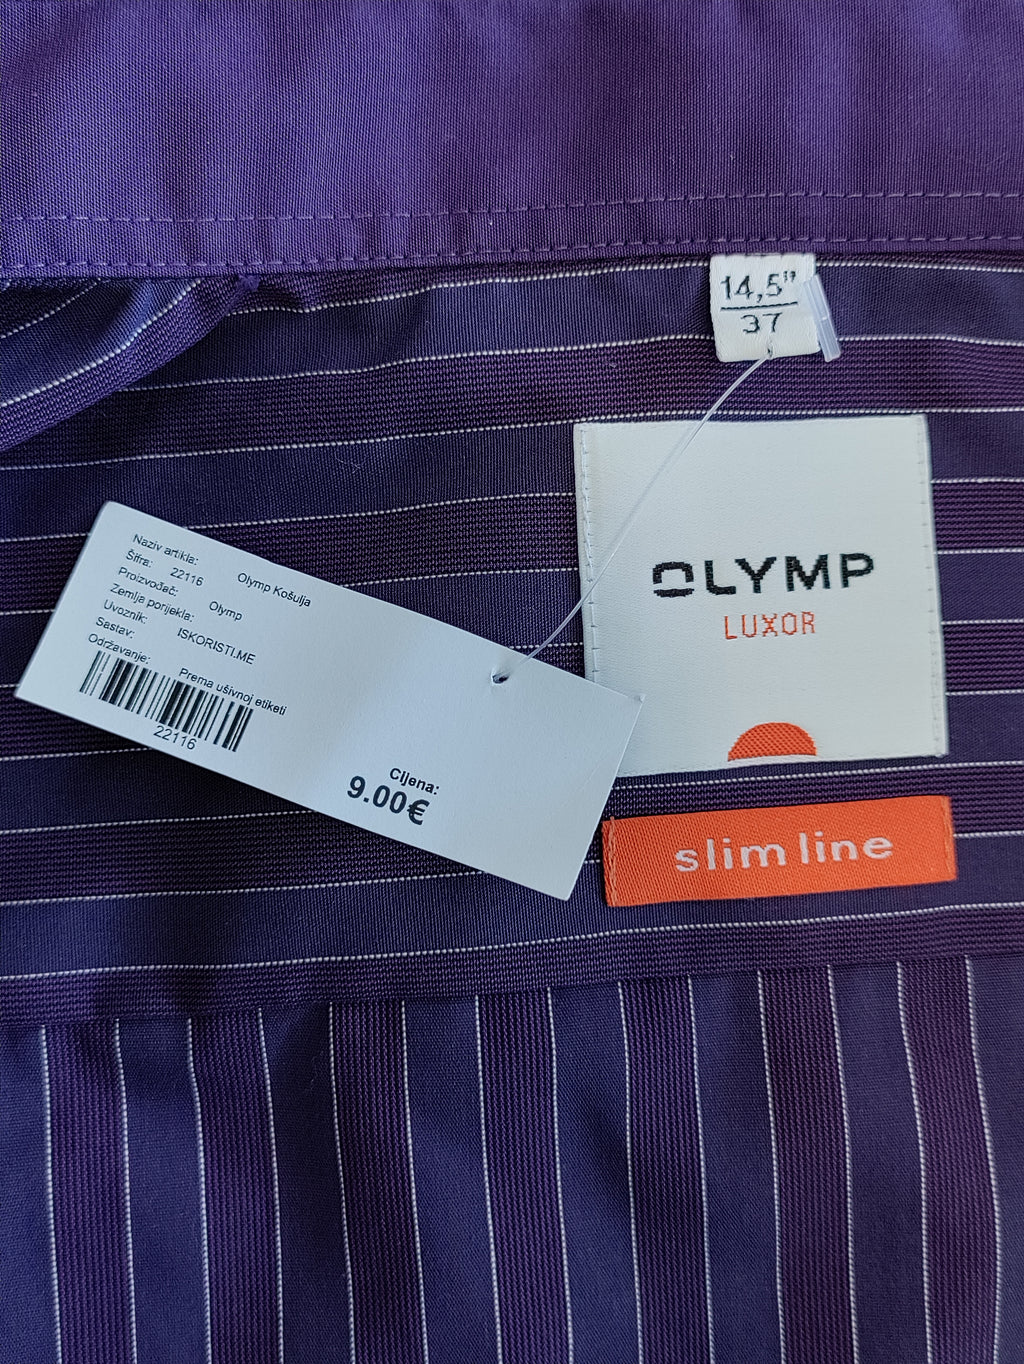 14,5"
37
OLYMP
LUXOR
slim line
Naziv artikla: Olymp Košulja
Šifra: 22116
Proizvođač: Olymp
Zemlja porijekla:
Uvoznik: ISKORISTI.ME
Sastav:
Održavanje: Prema ušivnoj etiketi
22116
Cijena:
9.00€